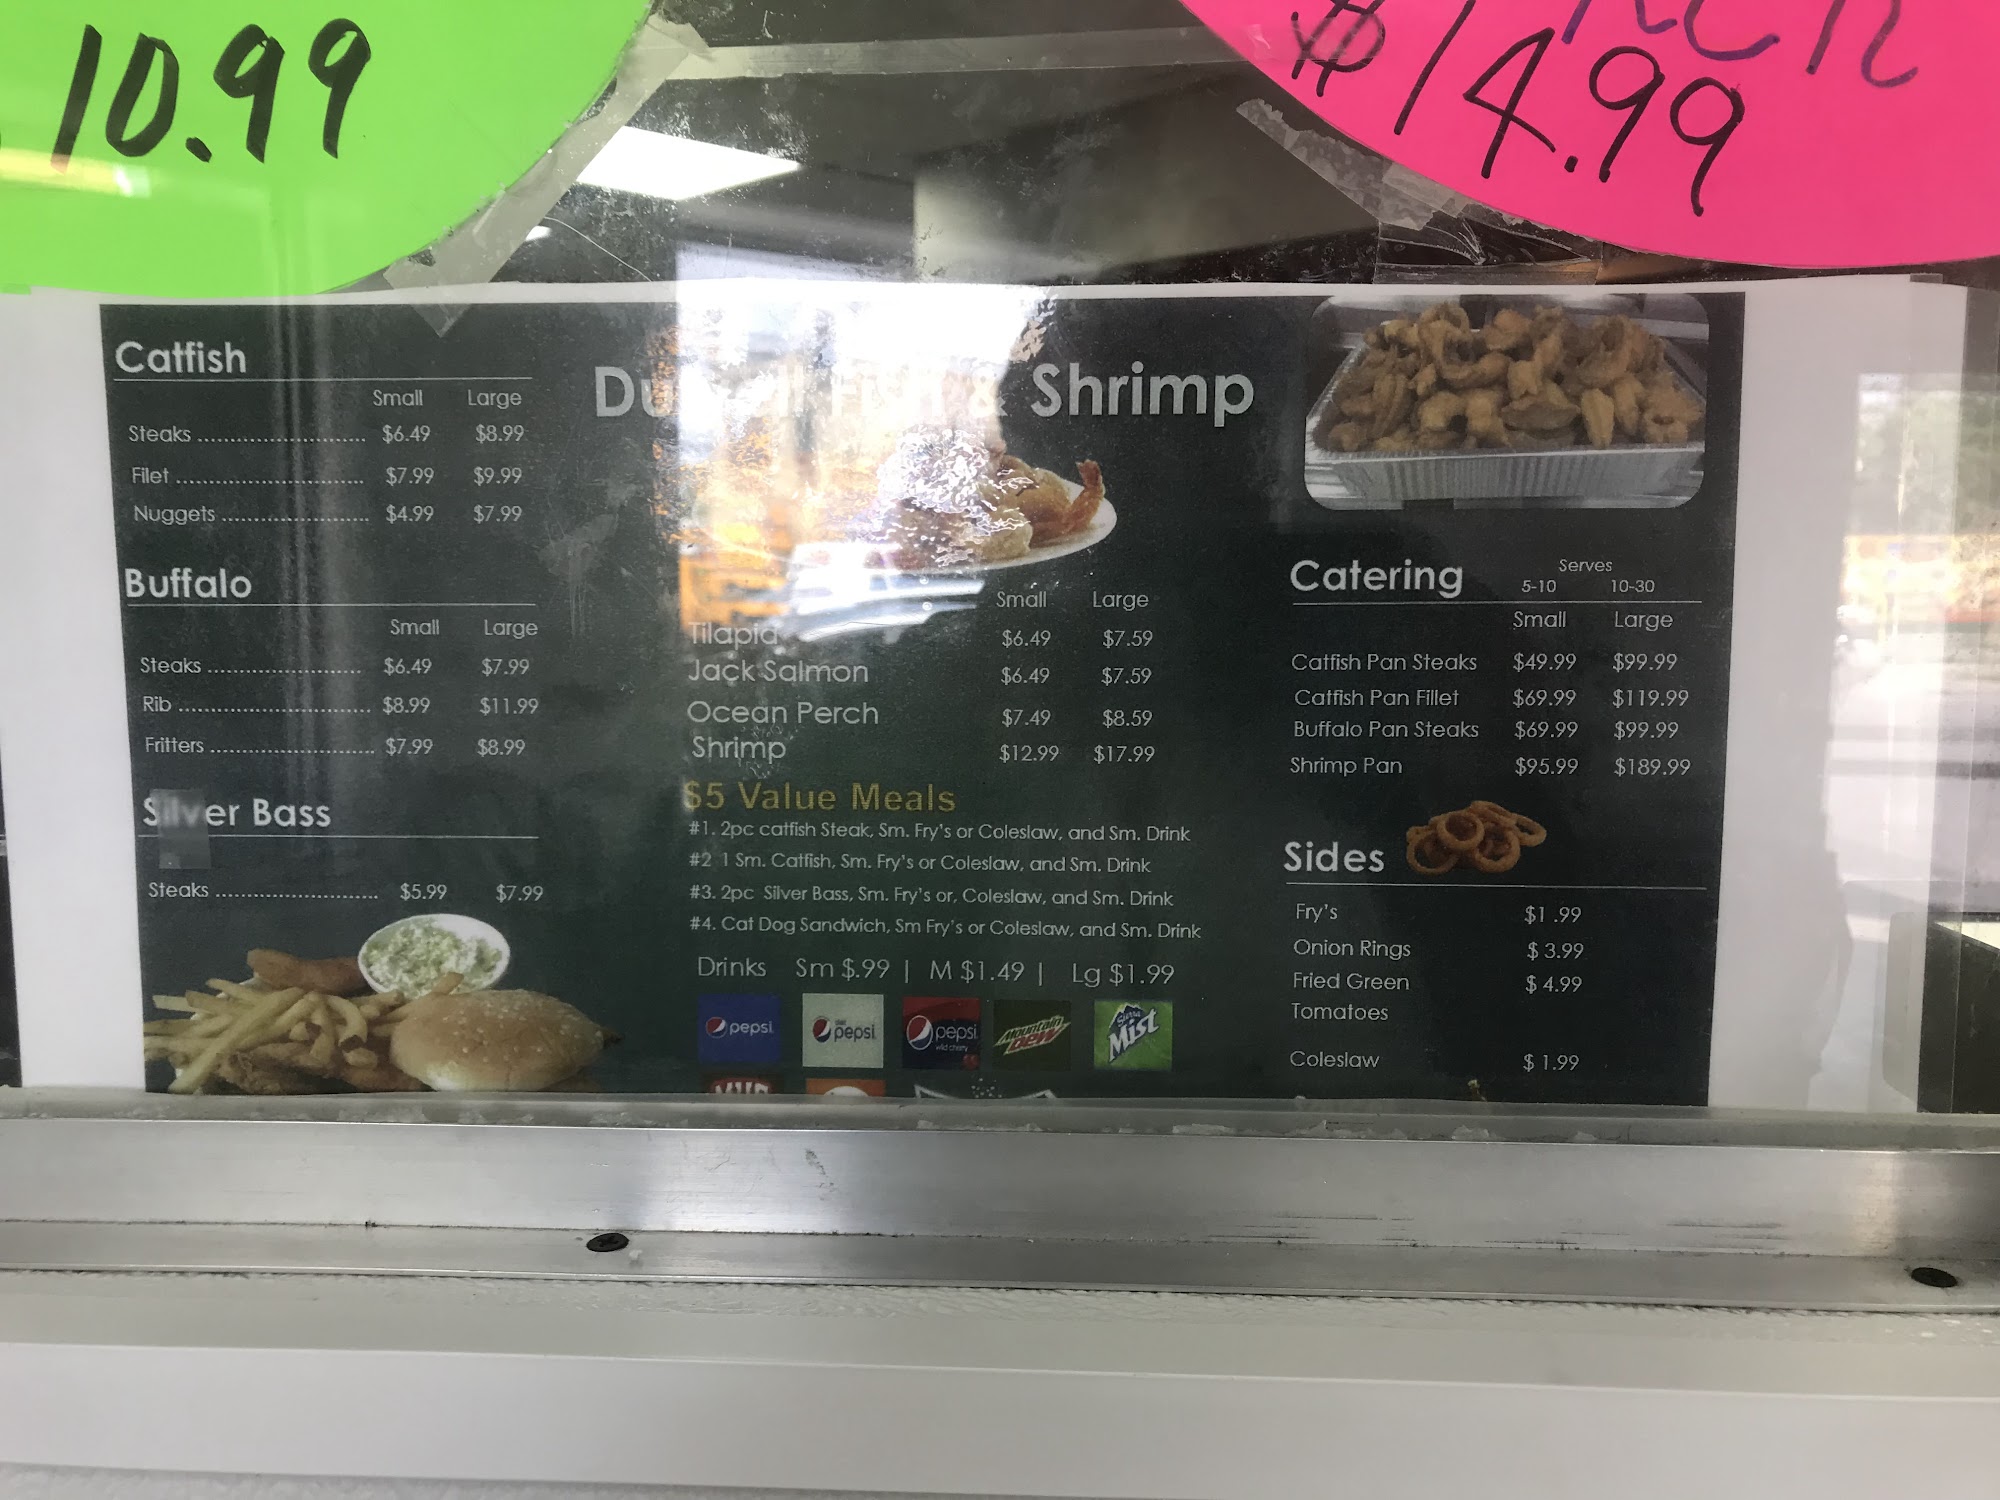 10.99
$14.99
Catfish
Small Large
Steaks $6.49 $8.99
Filet $7.99 $9.99
Nuggets $4.99 $7.99
Buffalo
Small Large
Steaks $6.49 $7.99
Rib $8.99 $11.99
Fritters $7.99 $8.99
Silver Bass
Steaks $5.99 $7.99
& Shrimp
Small Large
Tilapia $6.49 $7.59
Jack Salmon $6.49 $7.59
Ocean Perch $7.49 $8.59
Shrimp $12.99 $17.99
$5 Value Meals
#1. 2pc catfish Steak, Sm. Fry's or Coleslaw, and Sm. Drink
#2 1 Sm. Catfish, Sm. Fry's or Coleslaw, and Sm. Drink
#3. 2pc Silver Bass, Sm. Fry's or, Coleslaw, and Sm. Drink
#4. Cat Dog Sandwich, Sm Fry's or Coleslaw, and Sm. Drink
Drinks Sm $.99 | M $1.49 | Lg $1.99
pepsi
diet pepsi
pepsi wild cherry
Mountain Dew
Sierra Mist
MUG
Catering
Serves
5-10 10-30
Small Large
Catfish Pan Steaks $49.99 $99.99
Catfish Pan Fillet $69.99 $119.99
Buffalo Pan Steaks $69.99 $99.99
Shrimp Pan $95.99 $189.99
Sides
Fry's $1.99
Onion Rings $3.99
Fried Green $4.99
Tomatoes
Coleslaw $1.99